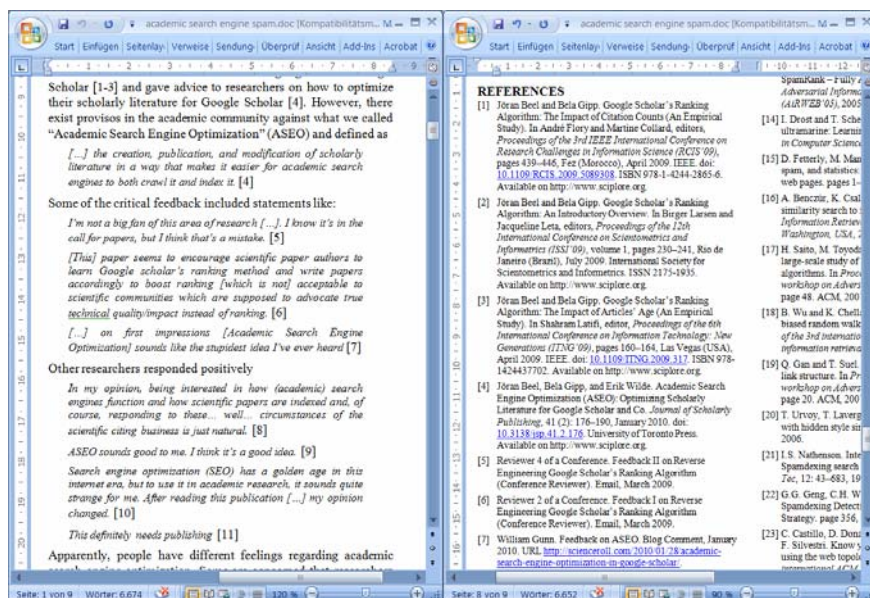 academic search engine spam.doc [Kompatibilitätsm... M
Start Einfügen Seitenlay Verweise Sendung Überprüf Ansicht Add-Ins Acrobat
Scholar [1-3] and gave advice to researchers on how to optimize
their scholarly literature for Google Scholar [4]. However, there
exist provisos in the academic community against what we called
“Academic Search Engine Optimization” (ASEO) and defined as
[…] the creation, publication, and modification of scholarly
literature in a way that makes it easier for academic search
engines to both crawl it and index it. [4]
Some of the critical feedback included statements like:
I'm not a big fan of this area of research […]. I know it's in the
call for papers, but I think that's a mistake. [5]
[This] paper seems to encourage scientific paper authors to
learn Google scholar's ranking method and write papers
accordingly to boost ranking [which is not] acceptable to
scientific communities which are supposed to advocate true
technical quality/impact instead of ranking. [6]
[…] on first impressions [Academic Search Engine
Optimization] sounds like the stupidest idea I've ever heard [7]
Other researchers responded positively
In my opinion, being interested in how (academic) search
engines function and how scientific papers are indexed and, of
course, responding to these... well... circumstances of the
scientific citing business is just natural. [8]
ASEO sounds good to me. I think it's a good idea. [9]
Search engine optimization (SEO) has a golden age in this
internet era, but to use it in academic research, it sounds quite
strange for me. After reading this publication […] my opinion
changed. [10]
This definitely needs publishing [11]
Apparently, people have different feelings regarding academic
Seite: 1 von 9 Wörter: 6.674 120 %
academic search engine spam.doc [Kompatibilitätsm... M
Start Einfügen Seitenlay Verweise Sendung Überprüf Ansicht Add-Ins Acrobat
REFERENCES
[1] Jöran Beel and Bela Gipp. Google Scholar's Ranking
Algorithm: The Impact of Citation Counts (An Empirical
Study). In André Flory and Martine Collard, editors,
Proceedings of the 3rd IEEE International Conference on
Research Challenges in Information Science (RCIS'09),
pages 439–446, Fez (Morocco), April 2009. IEEE. doi:
10.1109/RCIS.2009.5089308. ISBN 978-1-4244-2865-6.
Available on http://www.sciplore.org.
[2] Jöran Beel and Bela Gipp. Google Scholar's Ranking
Algorithm: An Introductory Overview. In Birger Larsen and
Jacqueline Leta, editors, Proceedings of the 12th
International Conference on Scientometrics and
Informetrics (ISSI'09), volume 1, pages 230–241, Rio de
Janeiro (Brazil), July 2009. International Society for
Scientometrics and Informetrics. ISSN 2175-1935.
Available on http://www.sciplore.org.
[3] Jöran Beel and Bela Gipp. Google Scholar's Ranking
Algorithm: The Impact of Articles' Age (An Empirical
Study). In Shahram Latifi, editor, Proceedings of the 6th
International Conference on Information Technology: New
Generations (ITNG'09), pages 160–164, Las Vegas (USA),
April 2009. IEEE. doi: 10.1109/ITNG.2009.317. ISBN 978-
1424437702. Available on http://www.sciplore.org.
[4] Jöran Beel, Bela Gipp, and Erik Wilde. Academic Search
Engine Optimization (ASEO): Optimizing Scholarly
Literature for Google Scholar and Co. Journal of Scholarly
Publishing, 41 (2): 176–190, January 2010. doi:
10.3138/jsp.41.2.176. University of Toronto Press.
Available on http://www.sciplore.org.
[5] Reviewer 4 of a Conference. Feedback II on Reverse
Engineering Google Scholar's Ranking Algorithm
(Conference Reviewer). Email, March 2009.
[6] Reviewer 2 of a Conference. Feedback I on Reverse
Engineering Google Scholar's Ranking Algorithm
(Conference Reviewer). Email, March 2009.
[7] William Gunn. Feedback on ASEO. Blog Comment, January
2010. URL http://scienceroll.com/2010/01/28/academic-
search-engine-optimization-in-google-scholar/.
SpamRank – Fully A
Adversarial Informa
(AiRWEB'05), 2005
[14] I. Drost and T. Sche
ultramarine: Learnin
in Computer Science
[15] D. Fetterly, M. Man
spam, and statistics:
web pages. pages 1–
[16] A. Benczúr, K. Csal
similarity search to
Information Retriev
Washington, USA, 2
[17] H. Saito, M. Toyoda
large-scale study of
algorithms. In Proce
workshop on Advers
page 48. ACM, 200
[18] B. Wu and K. Chell
biased random walk
of the 3rd internatio
information retrieva
[19] Q. Gan and T. Suel.
link structure. In Pr
workshop on Advers
page 20. ACM, 200
[20] T. Urvoy, T. Laverg
with hidden style sin
2006.
[21] I.S. Nathenson. Inte
Spamdexing search
Tec, 12: 43–683, 19
[22] G.G. Geng, C.H. W
Spamdexing Detecti
Strategy. page 356,
[23] C. Castillo, D. Dona
F. Silvestri. Know y
using the web topolo
international ACM
Seite: 8 von 9 Wörter: 6.652 90 %